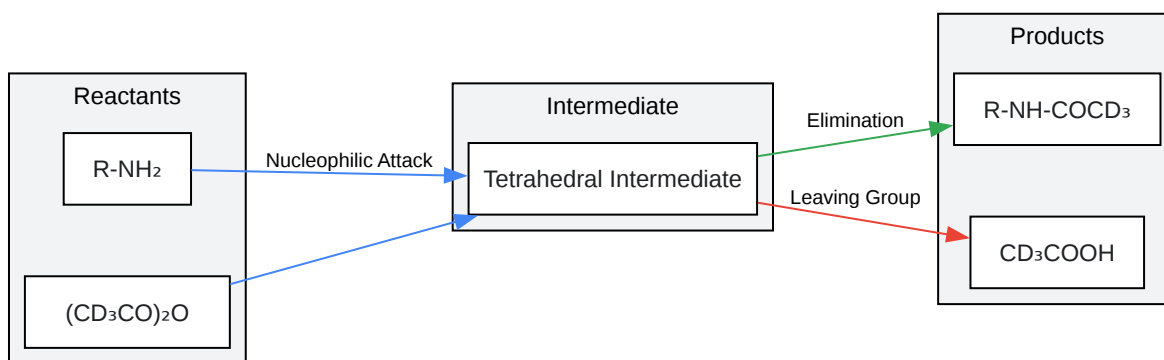 Reactants
R-NH₂
(CD₃CO)₂O
Nucleophilic Attack
Intermediate
Tetrahedral Intermediate
Elimination
Leaving Group
Products
R-NH-COCD₃
CD₃COOH